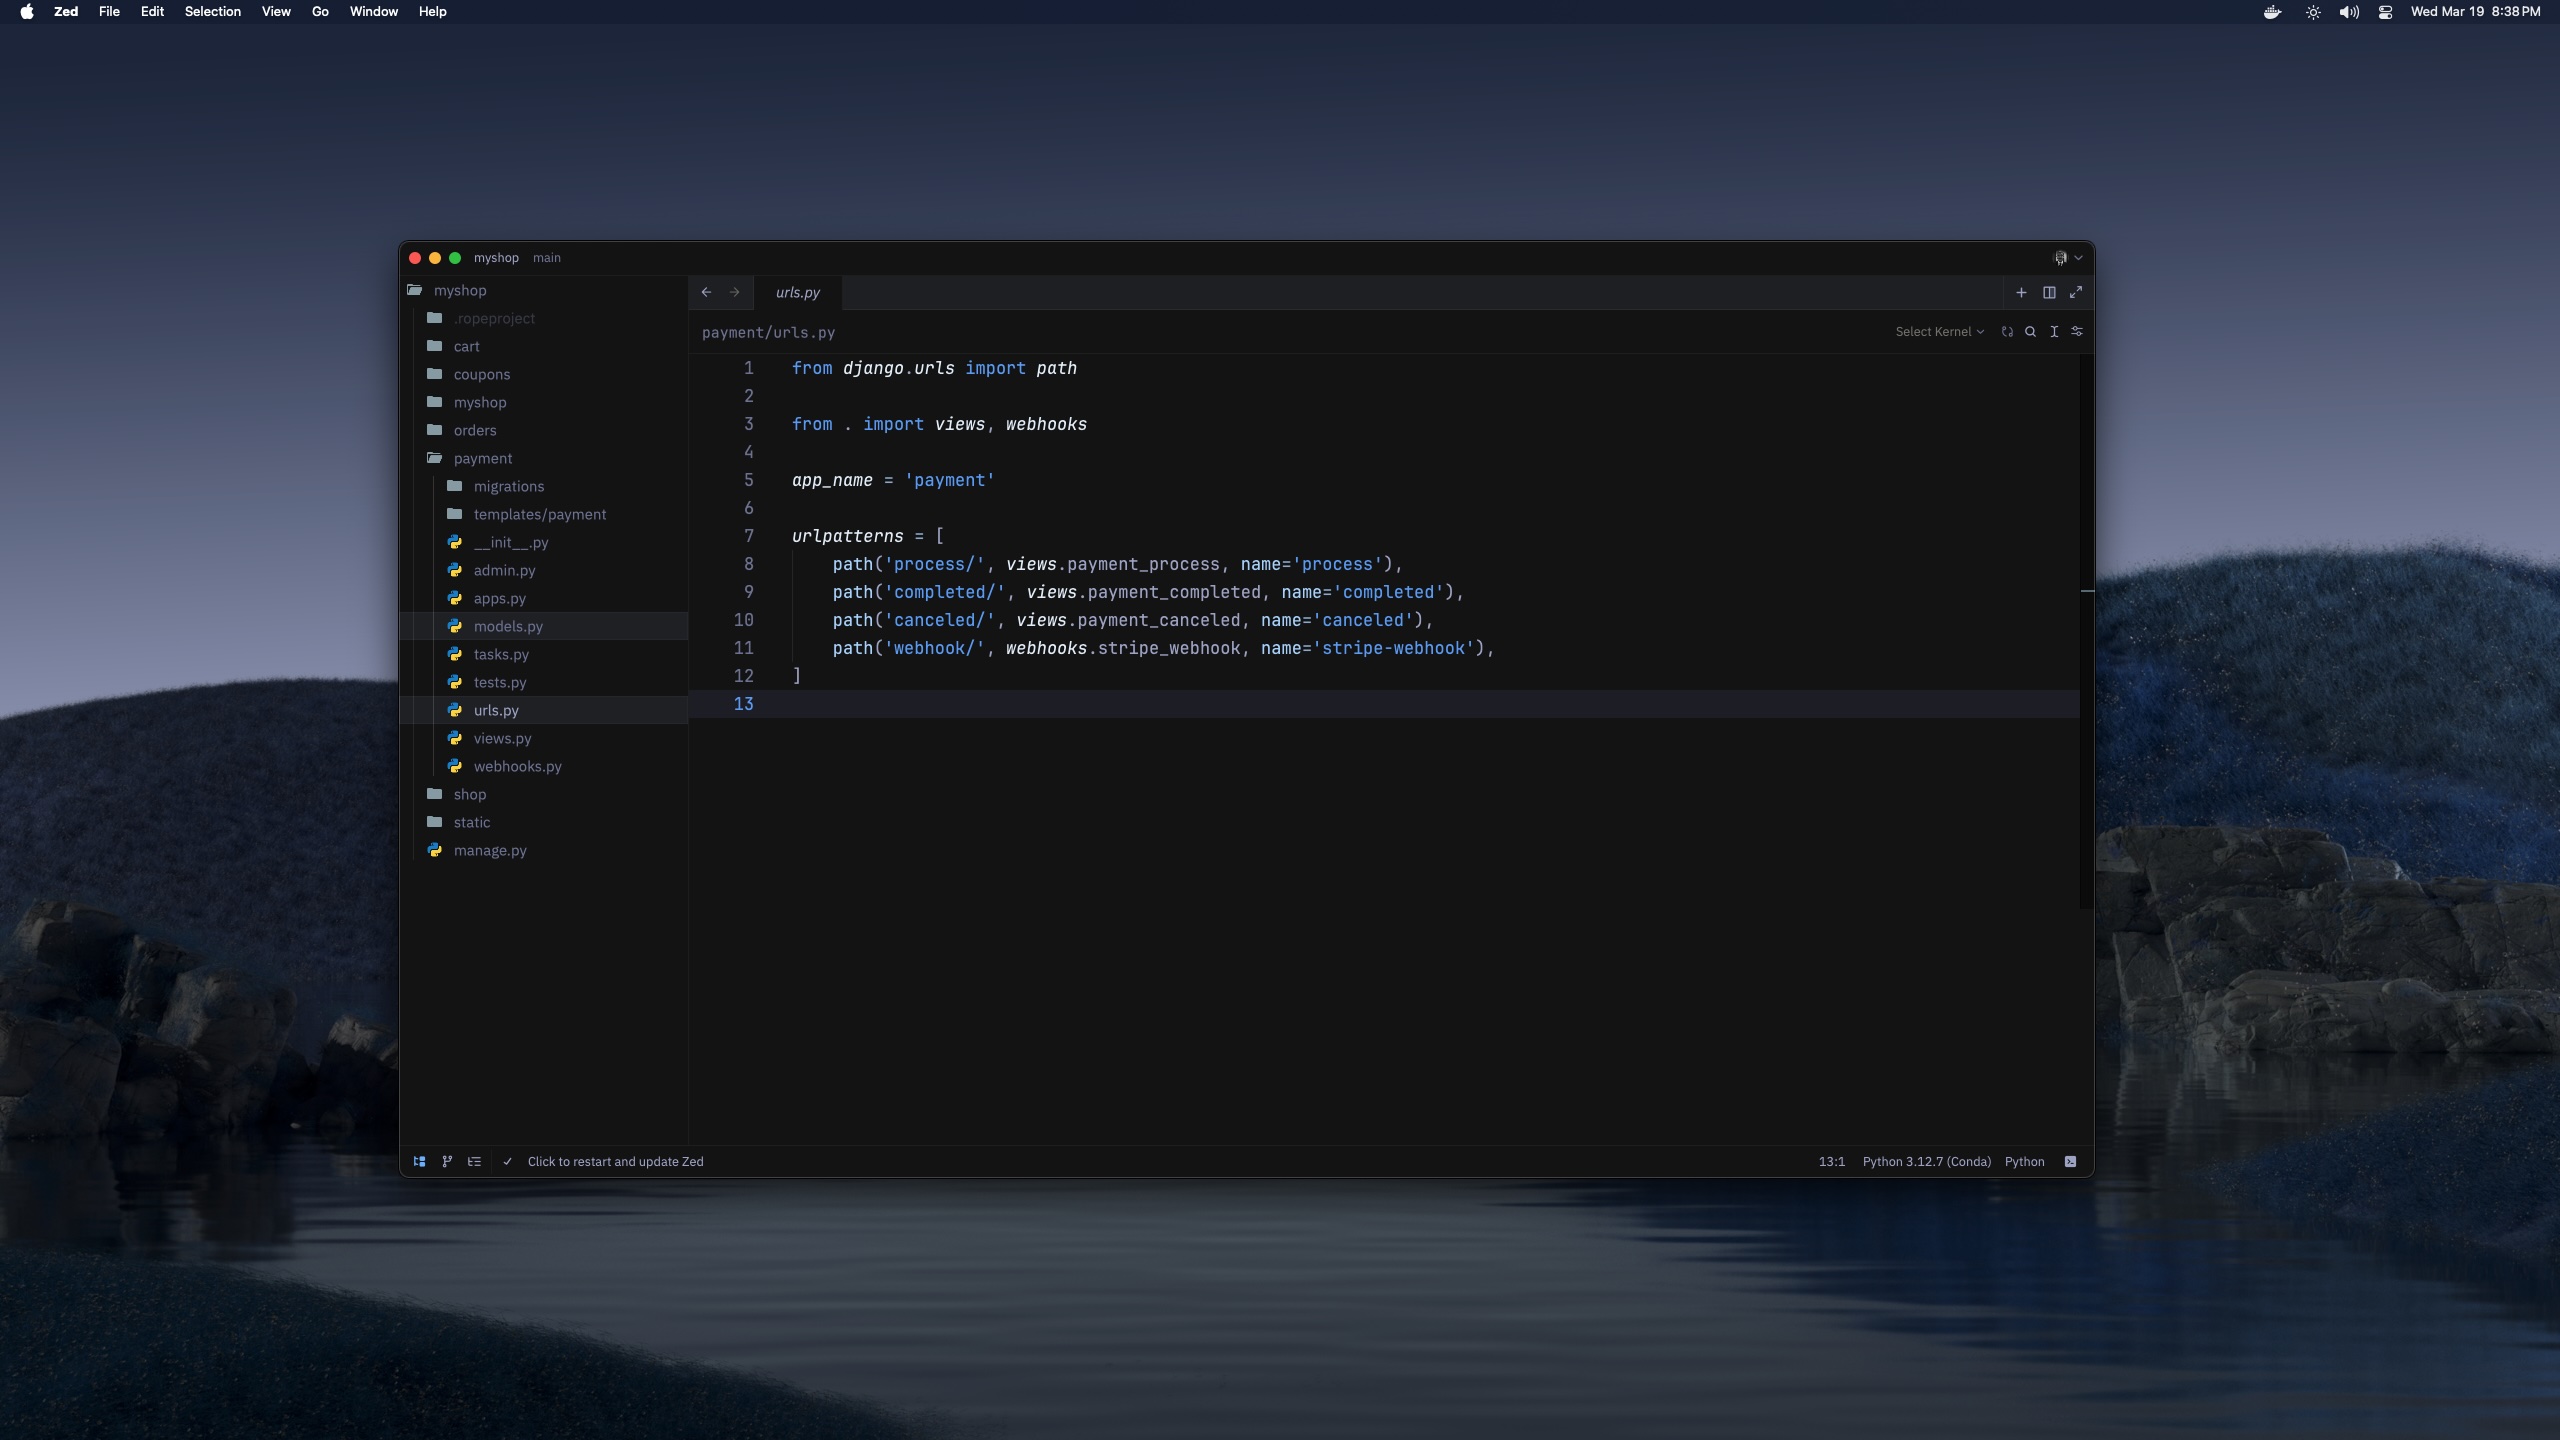 Zed File Edit Selection View Go Window Help
Wed Mar 19 8:38 PM
myshop main
myshop
.ropeproject
cart
coupons
myshop
orders
payment
migrations
templates/payment
__init__.py
admin.py
apps.py
models.py
tasks.py
tests.py
urls.py
views.py
webhooks.py
shop
static
manage.py
urls.py
payment/urls.py
Select Kernel
1 from django.urls import path
2
3 from . import views, webhooks
4
5 app_name = 'payment'
6
7 urlpatterns = [
8     path('process/', views.payment_process, name='process'),
9     path('completed/', views.payment_completed, name='completed'),
10     path('canceled/', views.payment_canceled, name='canceled'),
11     path('webhook/', webhooks.stripe_webhook, name='stripe-webhook'),
12 ]
13
Click to restart and update Zed
13:1 Python 3.12.7 (Conda) Python